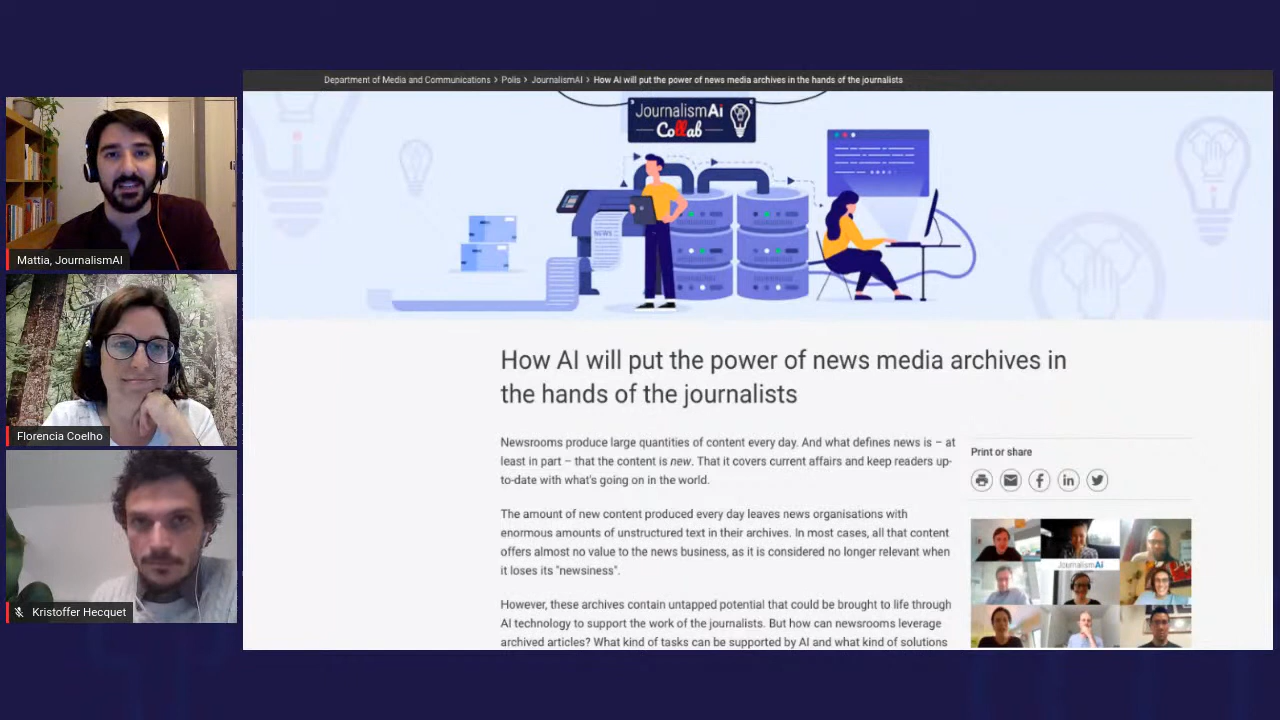 Department of Media and Communications > Polis > JournalismAI > How AI will put the power of news media archives in the hands of the journalists
JournalismAi
Collab
NEWS
Mattia, JournalismAI
Florencia Coelho
Kristoffer Hecquet
How AI will put the power of news media archives in
the hands of the journalists
Newsrooms produce large quantities of content every day. And what defines news is – at
least in part – that the content is new. That it covers current affairs and keep readers up-
to-date with what's going on in the world.
Print or share
The amount of new content produced every day leaves news organisations with
enormous amounts of unstructured text in their archives. In most cases, all that content
offers almost no value to the news business, as it is considered no longer relevant when
it loses its "newsiness".
JournalismAi
However, these archives contain untapped potential that could be brought to life through
AI technology to support the work of the journalists. But how can newsrooms leverage
archived articles? What kind of tasks can be supported by AI and what kind of solutions